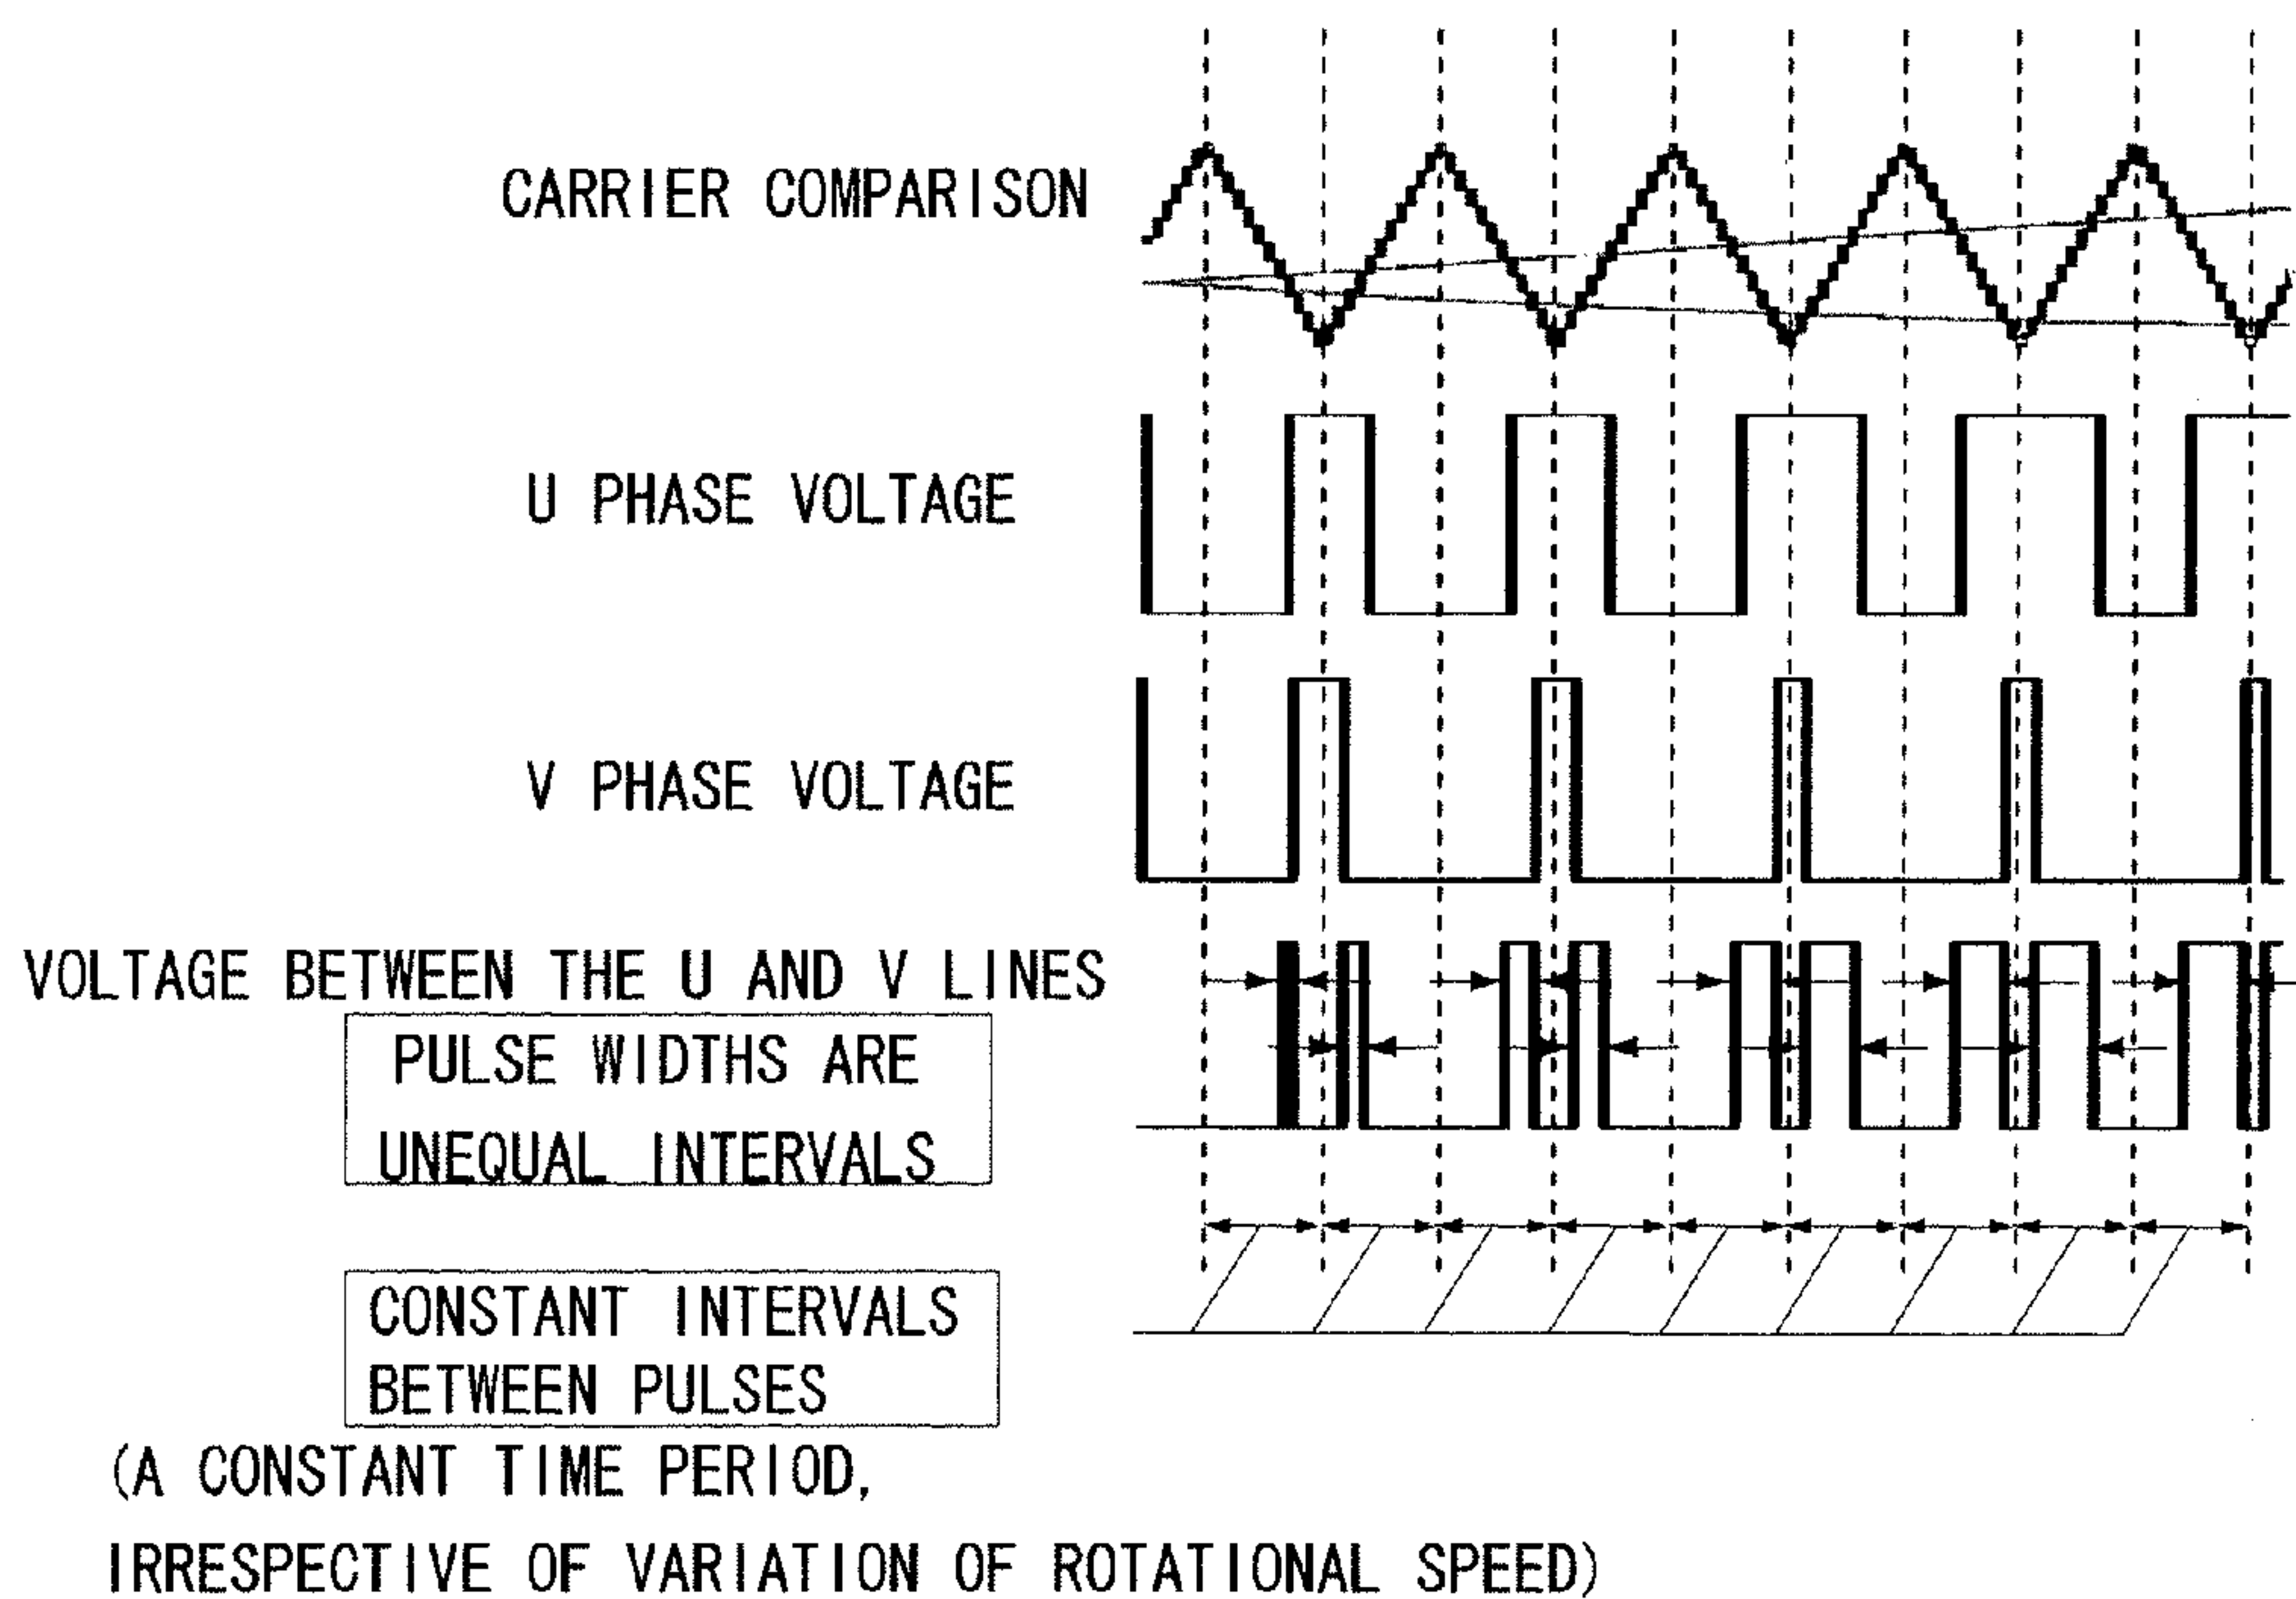 CARRIER COMPARISON
U PHASE VOLTAGE
V PHASE VOLTAGE
VOLTAGE BETWEEN THE U AND V LINES
PULSE WIDTHS ARE
UNEQUAL INTERVALS
CONSTANT INTERVALS
BETWEEN PULSES
(A CONSTANT TIME PERIOD,
IRRESPECTIVE OF VARIATION OF ROTATIONAL SPEED)